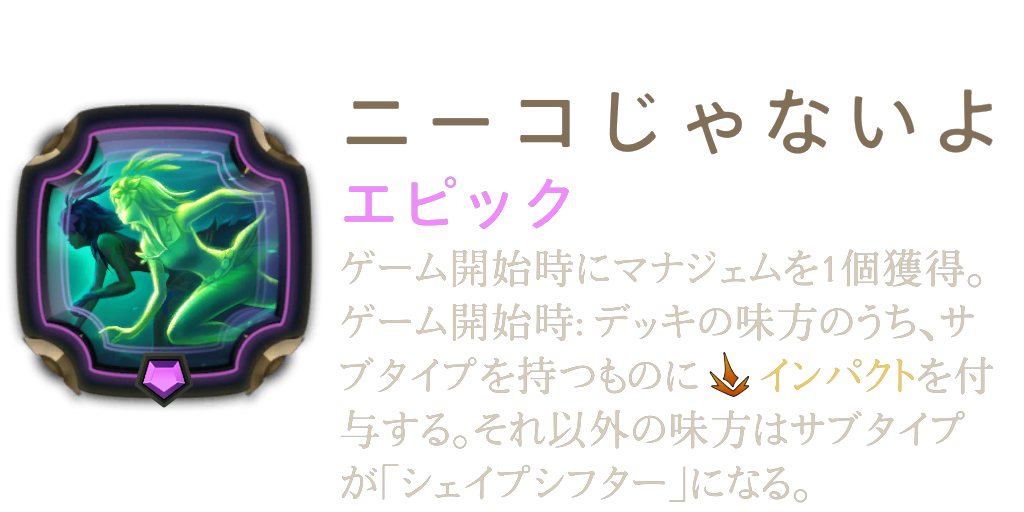 ニーコじゃないよ
エピック
ゲーム開始時にマナジェムを1個獲得。
ゲーム開始時: デッキの味方のうち、サ
ブタイプを持つものに インパクトを付
与する。それ以外の味方はサブタイプ
が「シェイプシフター」になる。